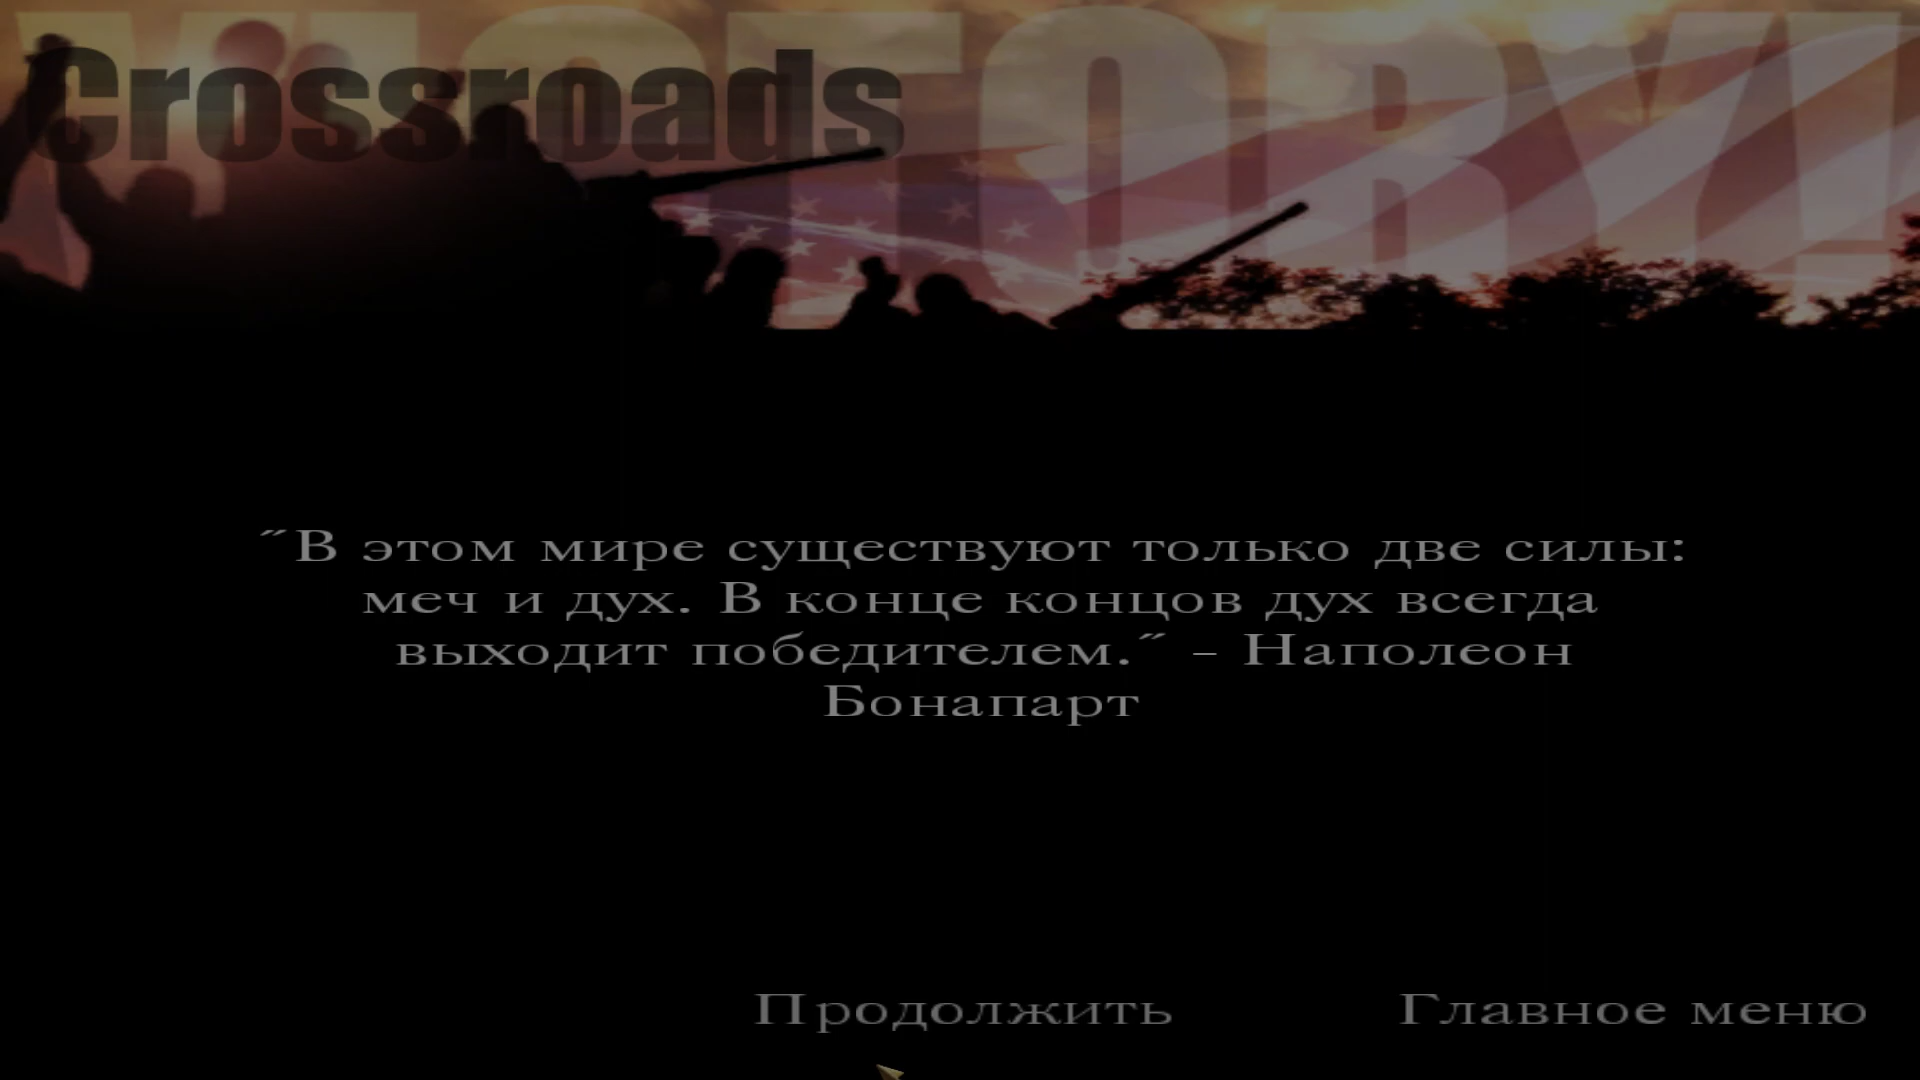 VICTORY!
Crossroads
˝В этом мире существуют только две силы:
меч и дух. В конце концов дух всегда
выходит победителем.˝ - Наполеон
Бонапарт
Продолжить
Главное меню